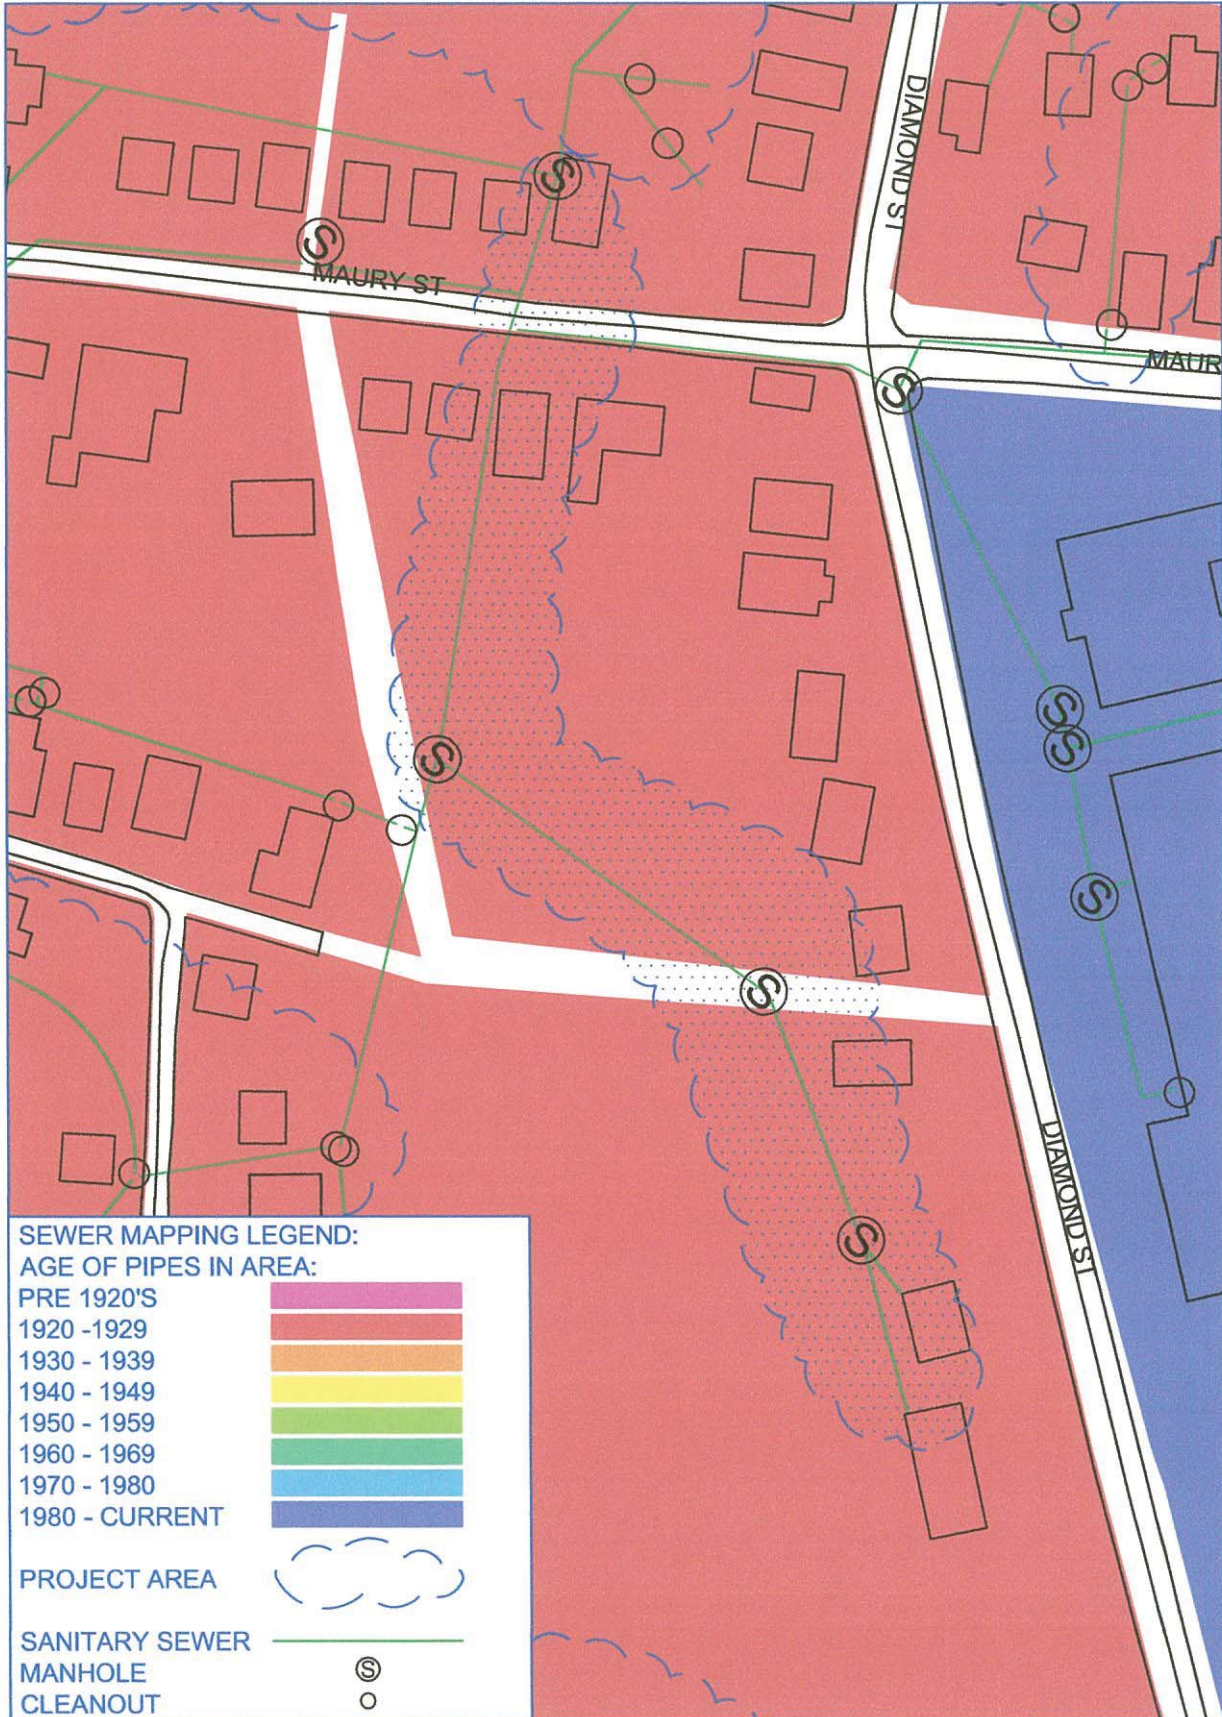 DIAMOND ST
S
S
MAURY ST
MAUR
S
S
S
S
S
S
DIAMOND ST
S
SEWER MAPPING LEGEND:
AGE OF PIPES IN AREA:
PRE 1920'S
1920 -1929
1930 - 1939
1940 - 1949
1950 - 1959
1960 - 1969
1970 - 1980
1980 - CURRENT
PROJECT AREA
SANITARY SEWER
MANHOLE S
CLEANOUT